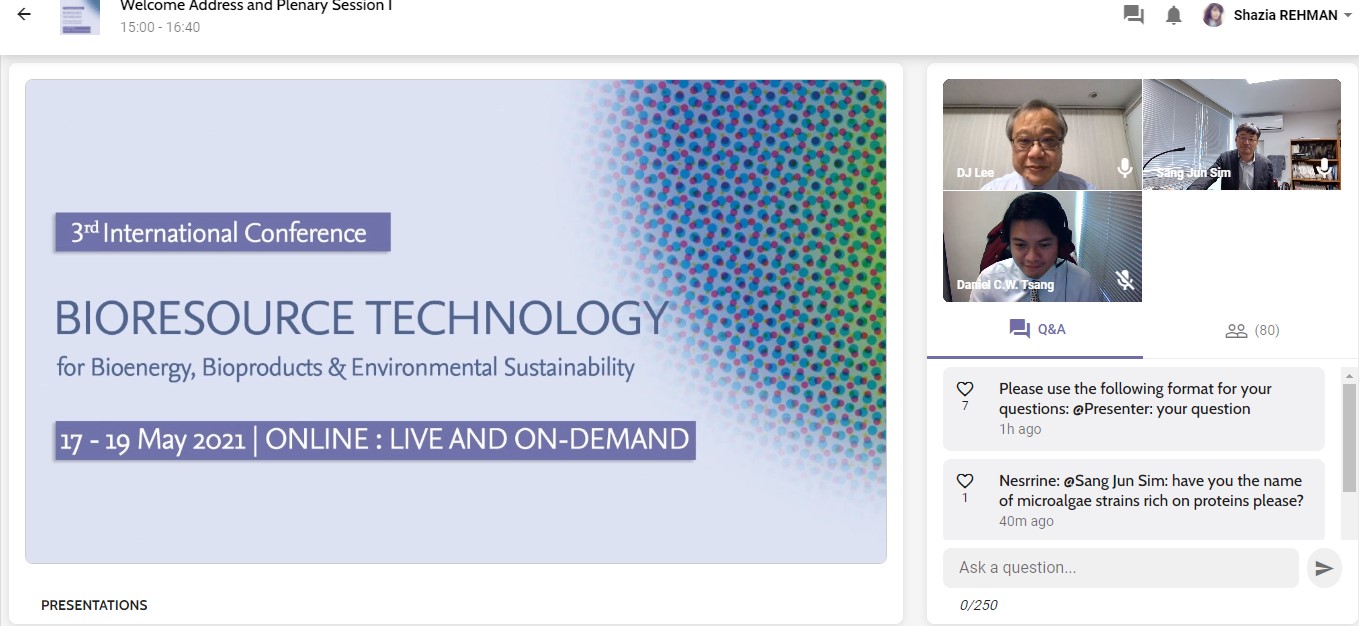 Welcome Address and Plenary Session I
15:00 - 16:40
Shazia REHMAN
3rd International Conference
BIORESOURCE TECHNOLOGY
for Bioenergy, Bioproducts & Environmental Sustainability
17 - 19 May 2021 | ONLINE : LIVE AND ON-DEMAND
PRESENTATIONS
DJ Lee
Sang Jun Sim
Daniel C.W. Tsang
Q&A
(80)
Please use the following format for your
questions: @Presenter: your question
7
1h ago
Nesrrine: @Sang Jun Sim: have you the name
of microalgae strains rich on proteins please?
1
40m ago
Ask a question...
0/250